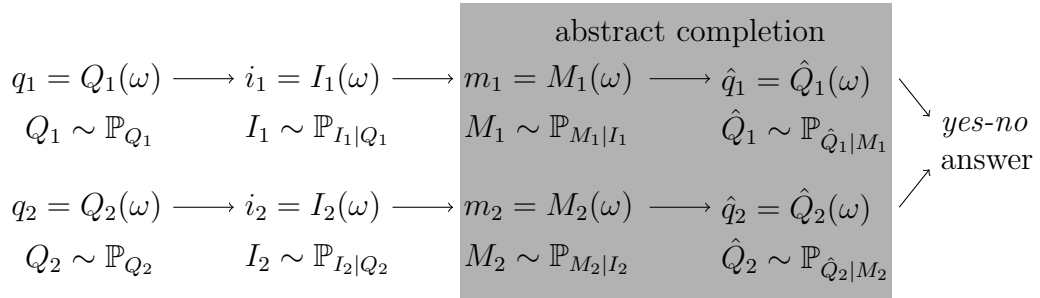 abstract completion
q₁ = Q₁(ω) ⟶ i₁ = I₁(ω) ⟶ m₁ = M₁(ω) ⟶ q̂₁ = Q̂₁(ω)
Q₁ ∼ ℙ_{Q₁} I₁ ∼ ℙ_{I₁|Q₁} M₁ ∼ ℙ_{M₁|I₁} Q̂₁ ∼ ℙ_{Q̂₁|M₁}
yes-no
answer
q₂ = Q₂(ω) ⟶ i₂ = I₂(ω) ⟶ m₂ = M₂(ω) ⟶ q̂₂ = Q̂₂(ω)
Q₂ ∼ ℙ_{Q₂} I₂ ∼ ℙ_{I₂|Q₂} M₂ ∼ ℙ_{M₂|I₂} Q̂₂ ∼ ℙ_{Q̂₂|M₂}